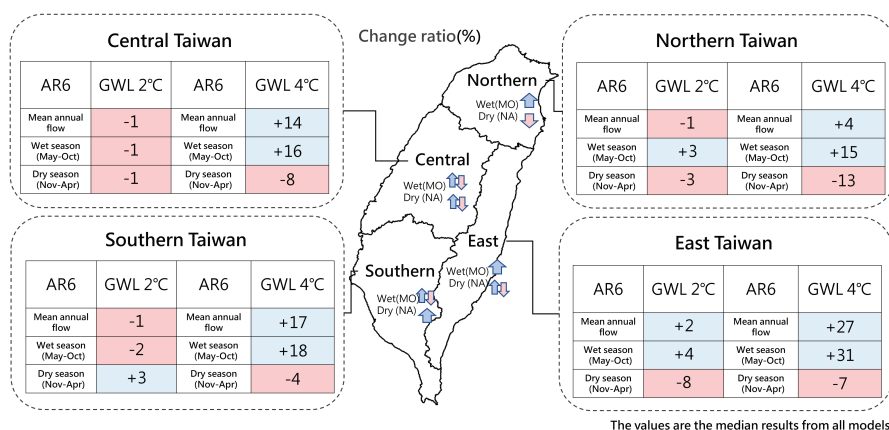 Change ratio(%)
Central Taiwan
AR6 GWL 2℃ AR6 GWL 4℃
Mean annual flow -1 Mean annual flow +14
Wet season (May-Oct) -1 Wet season (May-Oct) +16
Dry season (Nov-Apr) -1 Dry season (Nov-Apr) -8
Northern Taiwan
AR6 GWL 2℃ AR6 GWL 4℃
Mean annual flow -1 Mean annual flow +4
Wet season (May-Oct) +3 Wet season (May-Oct) +15
Dry season (Nov-Apr) -3 Dry season (Nov-Apr) -13
Northern
Wet(MO)
Dry (NA)
Central
Wet(MO)
Dry (NA)
East
Wet(MO)
Dry (NA)
Southern
Wet(MO)
Dry (NA)
Southern Taiwan
AR6 GWL 2℃ AR6 GWL 4℃
Mean annual flow -1 Mean annual flow +17
Wet season (May-Oct) -2 Wet season (May-Oct) +18
Dry season (Nov-Apr) +3 Dry season (Nov-Apr) -4
East Taiwan
AR6 GWL 2℃ AR6 GWL 4℃
Mean annual flow +2 Mean annual flow +27
Wet season (May-Oct) +4 Wet season (May-Oct) +31
Dry season (Nov-Apr) -8 Dry season (Nov-Apr) -7
The values are the median results from all models